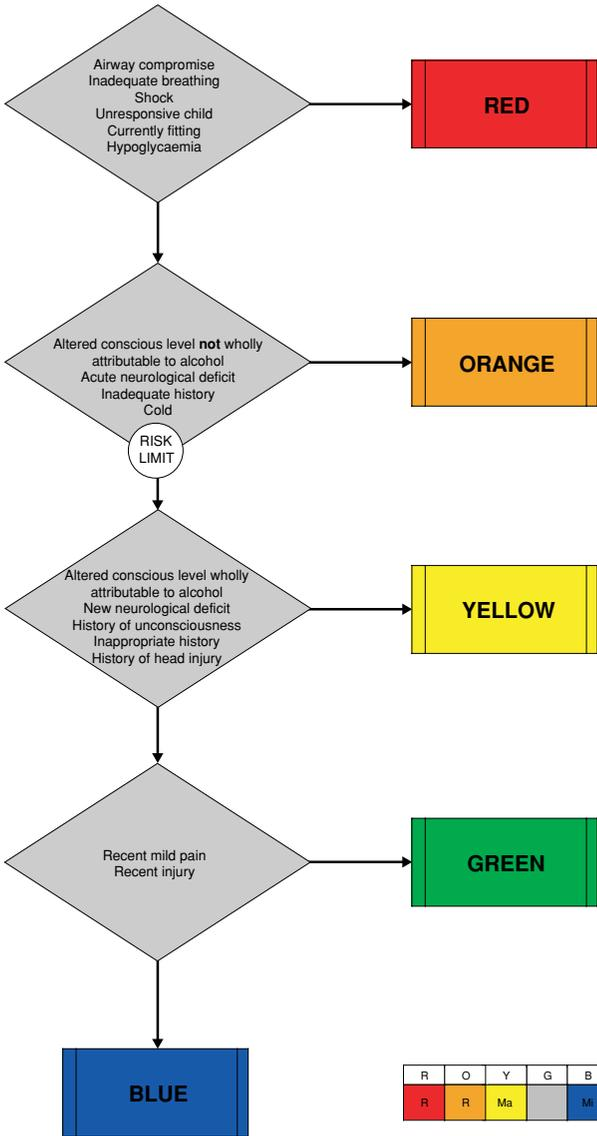 Airway compromise
Inadequate breathing
Shock
Unresponsive child
Currently fitting
Hypoglycaemia
RED
Altered conscious level not wholly
attributable to alcohol
Acute neurological deficit
Inadequate history
Cold
ORANGE
RISK
LIMIT
Altered conscious level wholly
attributable to alcohol
New neurological deficit
History of unconsciousness
Inappropriate history
History of head injury
YELLOW
Recent mild pain
Recent injury
GREEN
BLUE
R O Y G B
R R Ma Mi